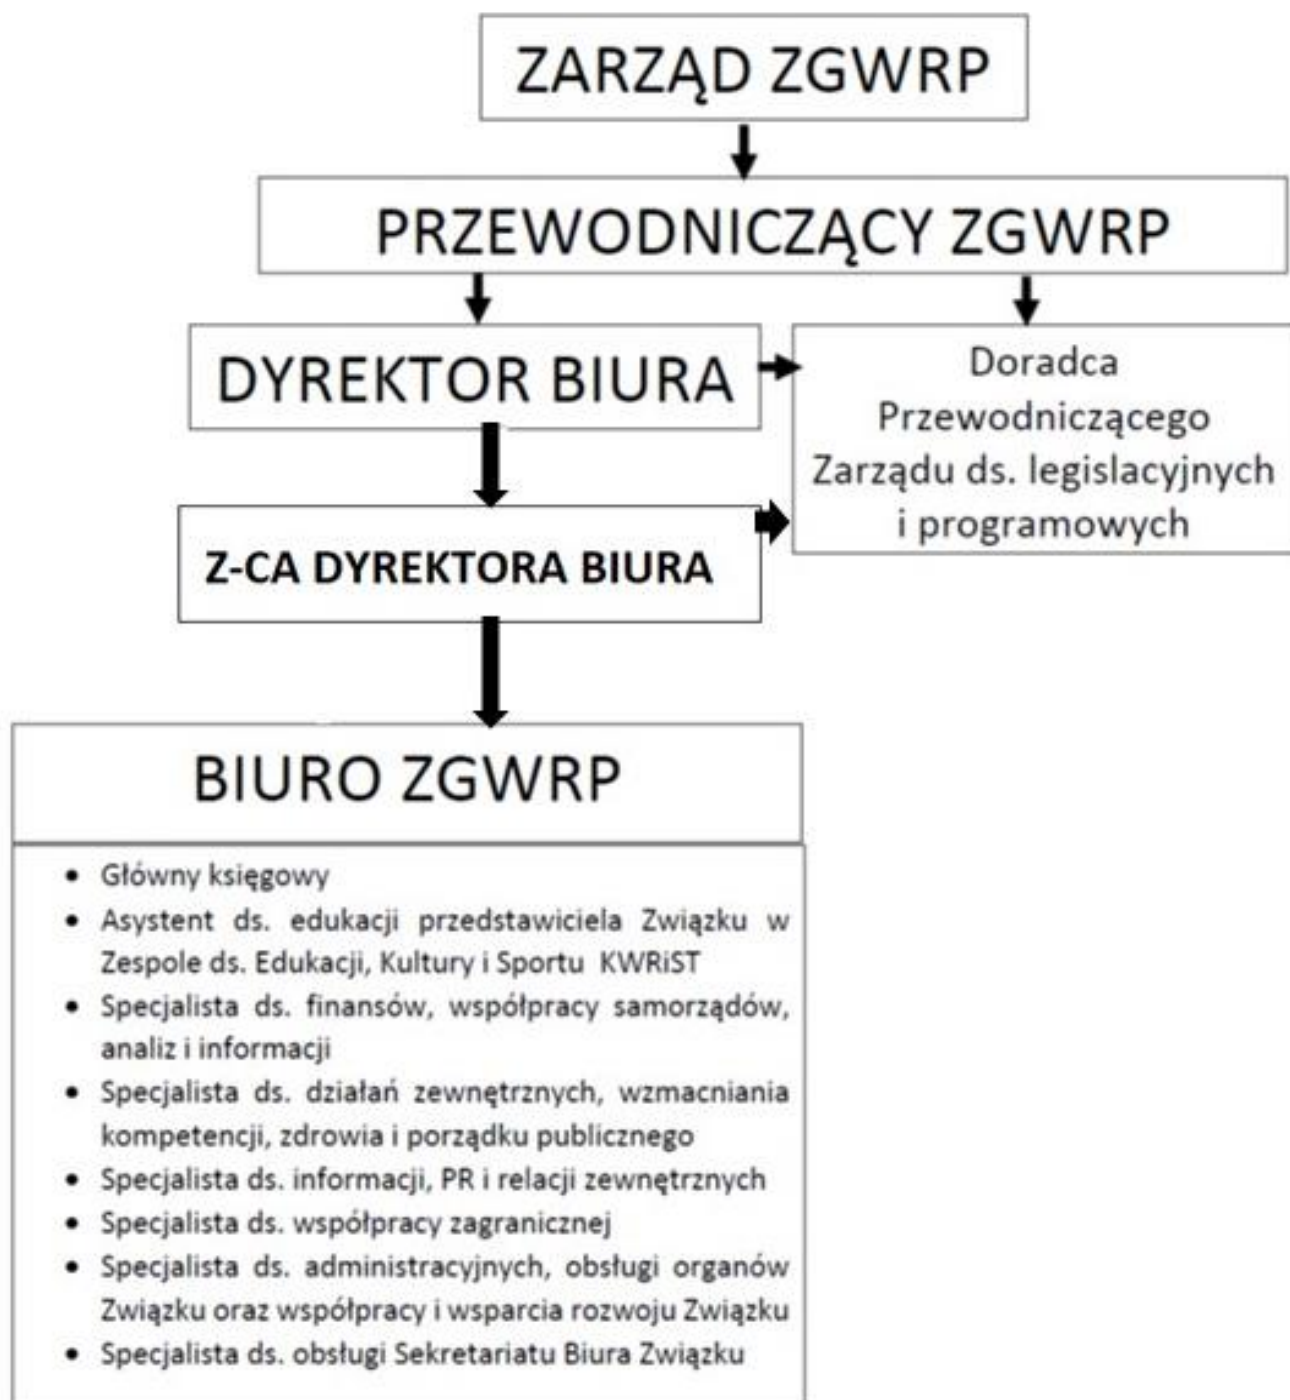 ZARZĄD ZGWRP
PRZEWODNICZĄCY ZGWRP
DYREKTOR BIURA
Doradca
Przewodniczącego
Zarządu ds. legislacyjnych
i programowych
Z-CA DYREKTORA BIURA
BIURO ZGWRP
• Główny księgowy
• Asystent ds. edukacji przedstawiciela Związku w
Zespole ds. Edukacji, Kultury i Sportu KWRiST
• Specjalista ds. finansów, współpracy samorządów,
analiz i informacji
• Specjalista ds. działań zewnętrznych, wzmacniania
kompetencji, zdrowia i porządku publicznego
• Specjalista ds. informacji, PR i relacji zewnętrznych
• Specjalista ds. współpracy zagranicznej
• Specjalista ds. administracyjnych, obsługi organów
Związku oraz współpracy i wsparcia rozwoju Związku
• Specjalista ds. obsługi Sekretariatu Biura Związku